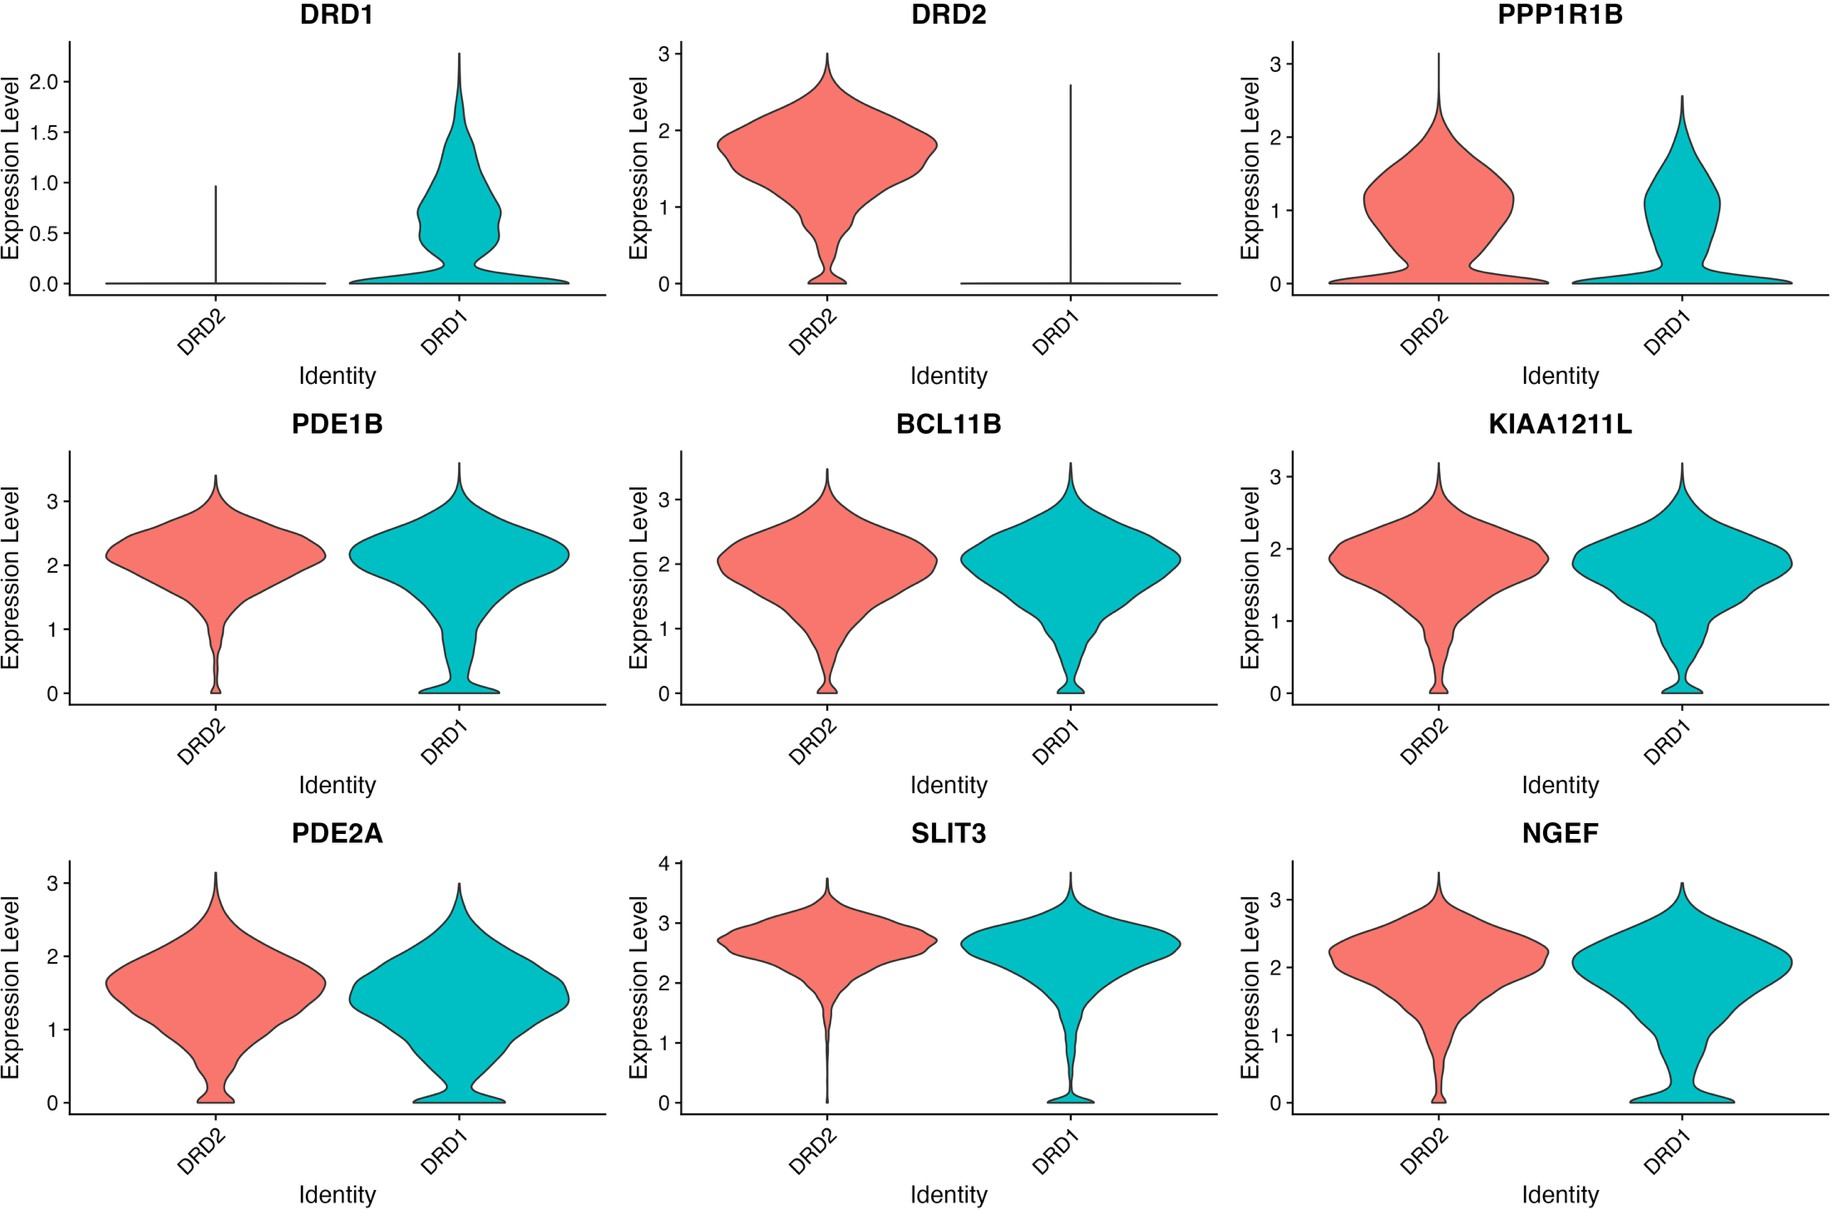 DRD1
Expression Level
2.0
1.5
1.0
0.5
0.0
DRD2
DRD1
Identity
DRD2
Expression Level
3
2
1
0
DRD2
DRD1
Identity
PPP1R1B
Expression Level
3
2
1
0
DRD2
DRD1
Identity
PDE1B
Expression Level
3
2
1
0
DRD2
DRD1
Identity
BCL11B
Expression Level
3
2
1
0
DRD2
DRD1
Identity
KIAA1211L
Expression Level
3
2
1
0
DRD2
DRD1
Identity
PDE2A
Expression Level
3
2
1
0
DRD2
DRD1
Identity
SLIT3
Expression Level
4
3
2
1
0
DRD2
DRD1
Identity
NGEF
Expression Level
3
2
1
0
DRD2
DRD1
Identity